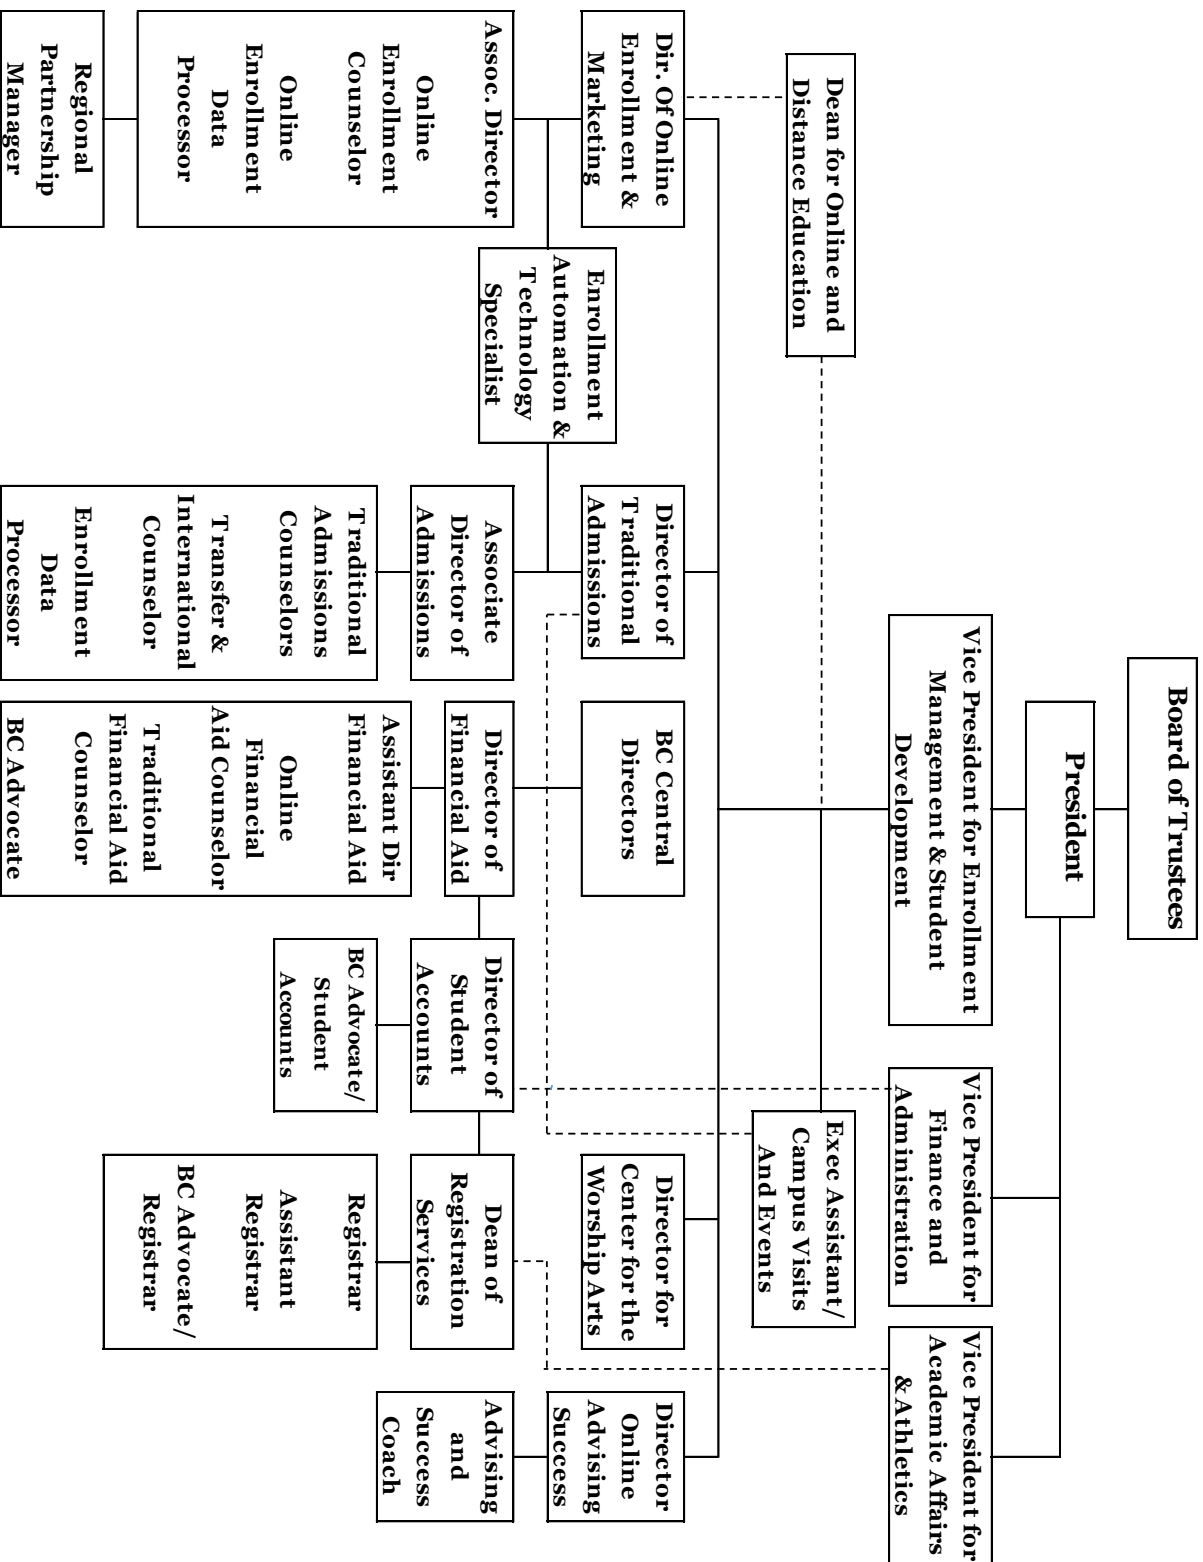 Board of Trustees
President
Vice President for Enrollment
Management & Student
Development
Vice President for
Finance and
Administration
Vice President for
Academic Affairs
& Athletics
Dean for Online and
Distance Education
Exec Assistant/
Campus Visits
And Events
Dir. Of Online
Enrollment &
Marketing
Director of
Traditional
Admissions
BC Central
Directors
Director for
Center for the
Worship Arts
Director
Online
Advising
Success
Enrollment
Automation &
Technology
Specialist
Assoc. Director
Online
Enrollment
Counselor
Online
Enrollment
Data
Processor
Associate
Director of
Admissions
Director of
Financial Aid
Director of
Student
Accounts
Dean of
Registration
Services
Advising
and
Success
Coach
Regional
Partnership
Manager
Traditional
Admissions
Counselors
Transfer &
International
Counselor
Enrollment
Data
Processor
Assistant Dir
Financial Aid
Online
Financial
Aid Counselor
Traditional
Financial Aid
Counselor
BC Advocate
BC Advocate/
Student
Accounts
Registrar
Assistant
Registrar
BC Advocate/
Registrar